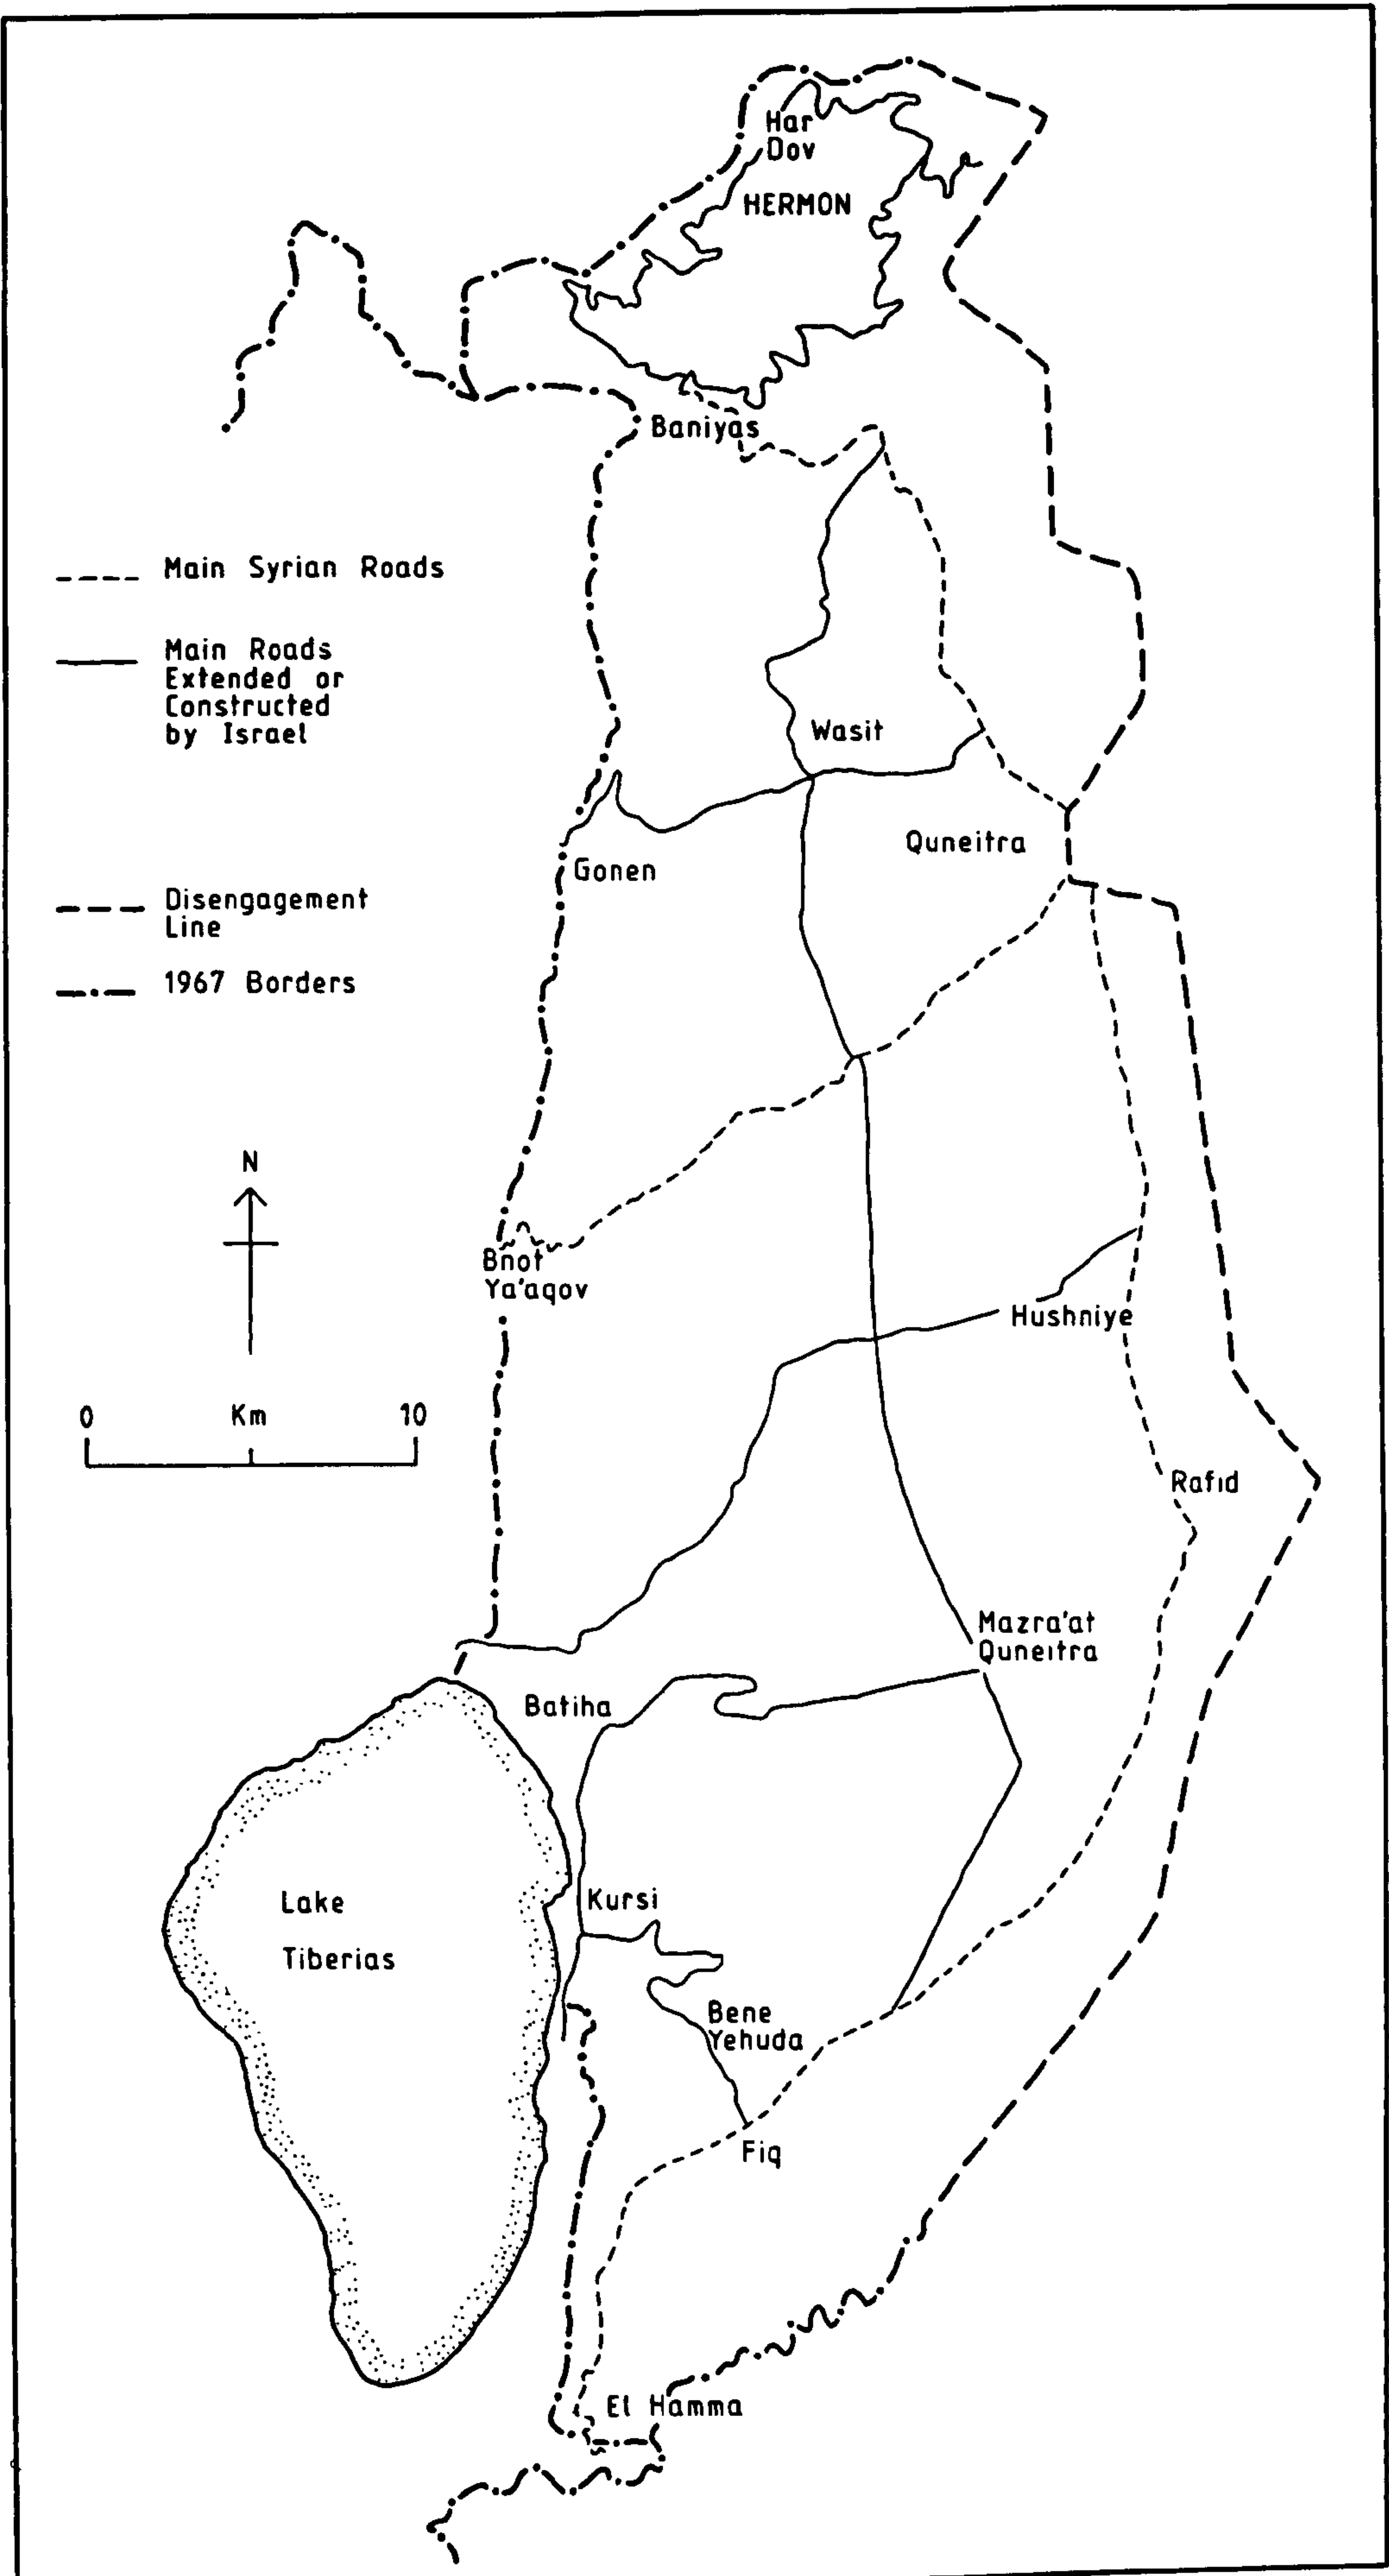 Har
Dov
HERMON
Baniyas
Main Syrian Roads
Main Roads
Extended or
Constructed
by Israel
Wasit
Quneitra
Gonen
Disengagement
Line
1967 Borders
N
Bnot
Ya'aqov
Hushniye
0 Km 10
Rafid
Mazra'at
Quneitra
Batiha
Kursi
Lake
Tiberias
Bene
Yehuda
Fiq
El Hamma